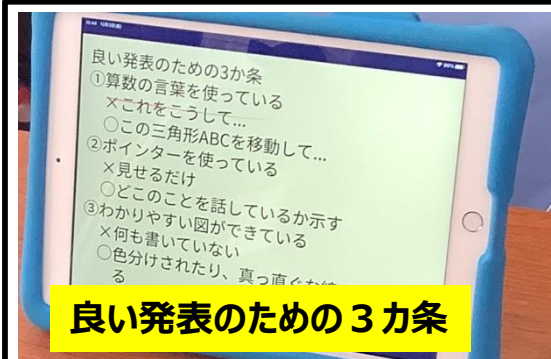 良い発表のための3か条
①算数の言葉を使っている
×これをこうして...
○この三角形ABCを移動して...
②ポインターを使っている
×見せるだけ
○どこのことを話しているか示す
③わかりやすい図ができている
×何も書いていない
○色分けされたり、真っ直ぐな
る
良い発表のための３カ条